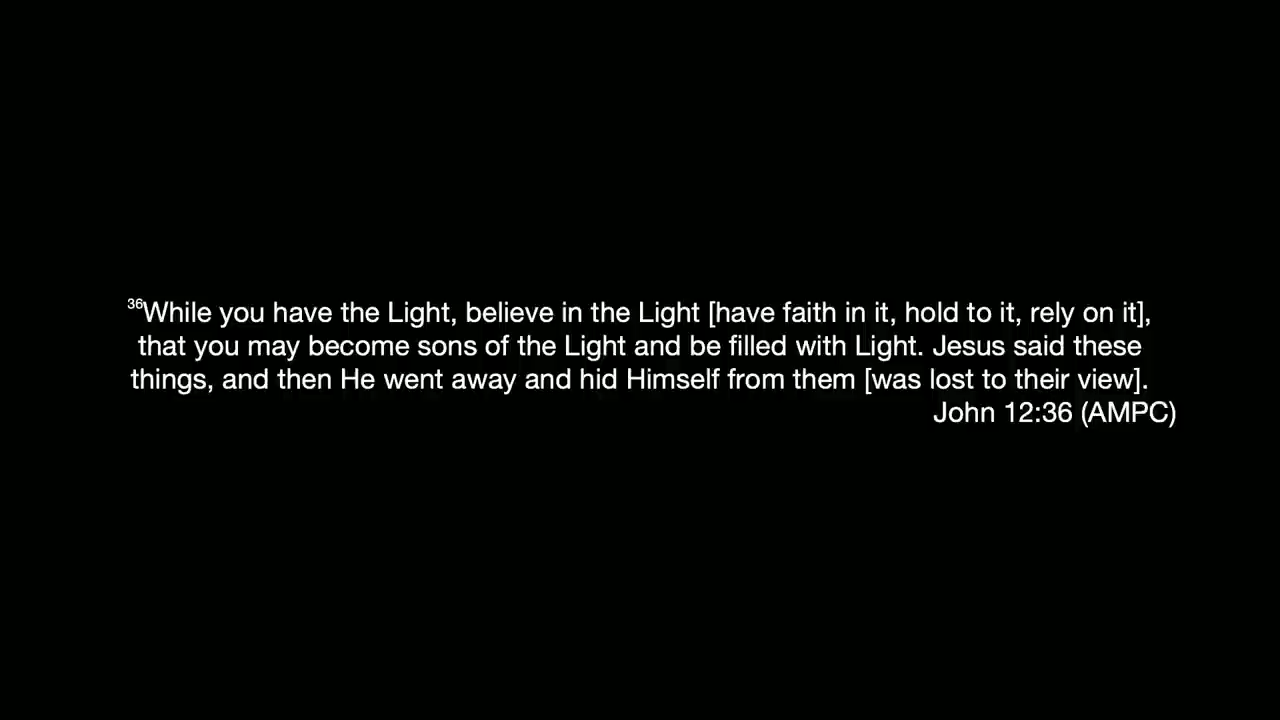 36While you have the Light, believe in the Light [have faith in it, hold to it, rely on it],
that you may become sons of the Light and be filled with Light. Jesus said these
things, and then He went away and hid Himself from them [was lost to their view].
John 12:36 (AMPC)